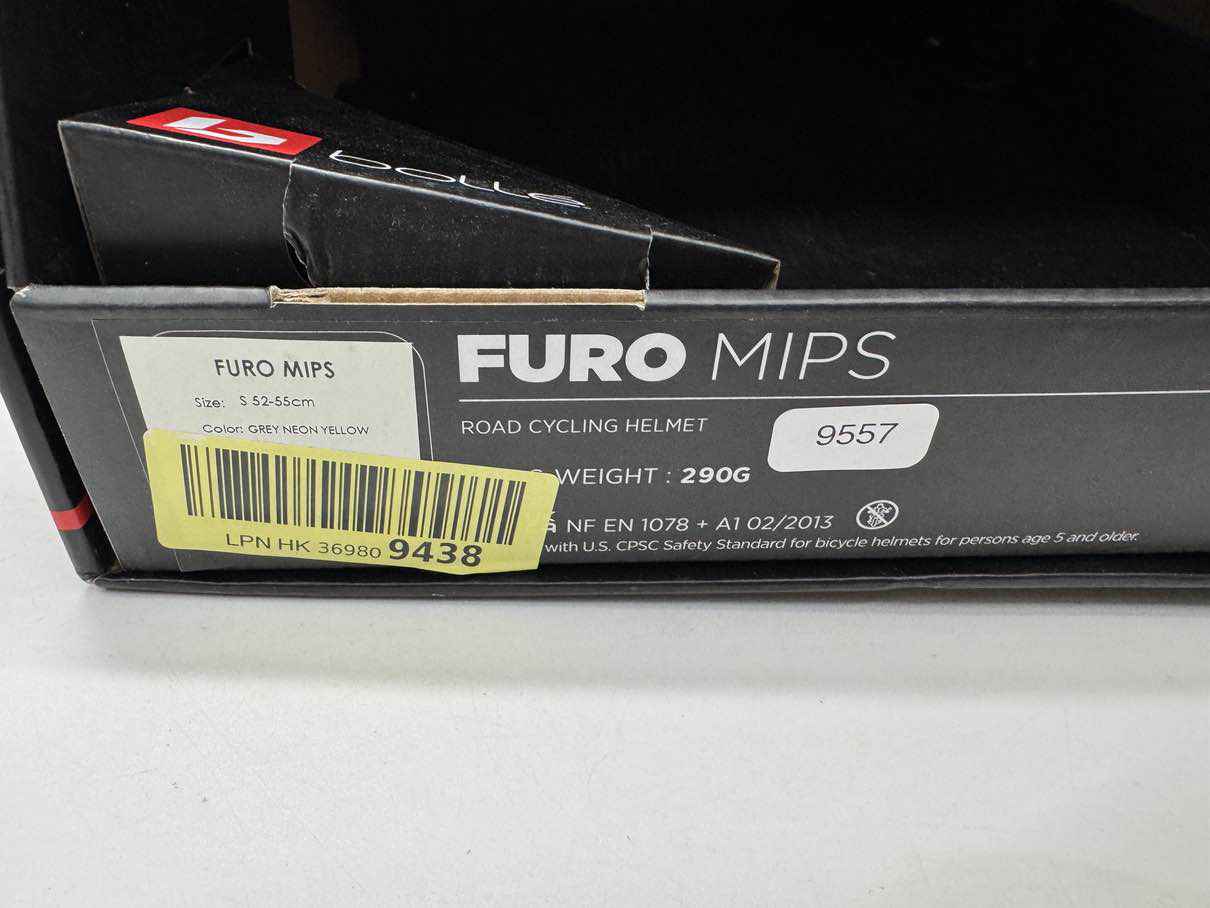 bollé
FURO MIPS
Size: S 52-55cm
Color: GREY NEON YELLOW
LPN HK 36980 9438
FURO MIPS
ROAD CYCLING HELMET
9557
WEIGHT : 290G
NF EN 1078 + A1 02/2013
with U.S. CPSC Safety Standard for bicycle helmets for persons age 5 and older.